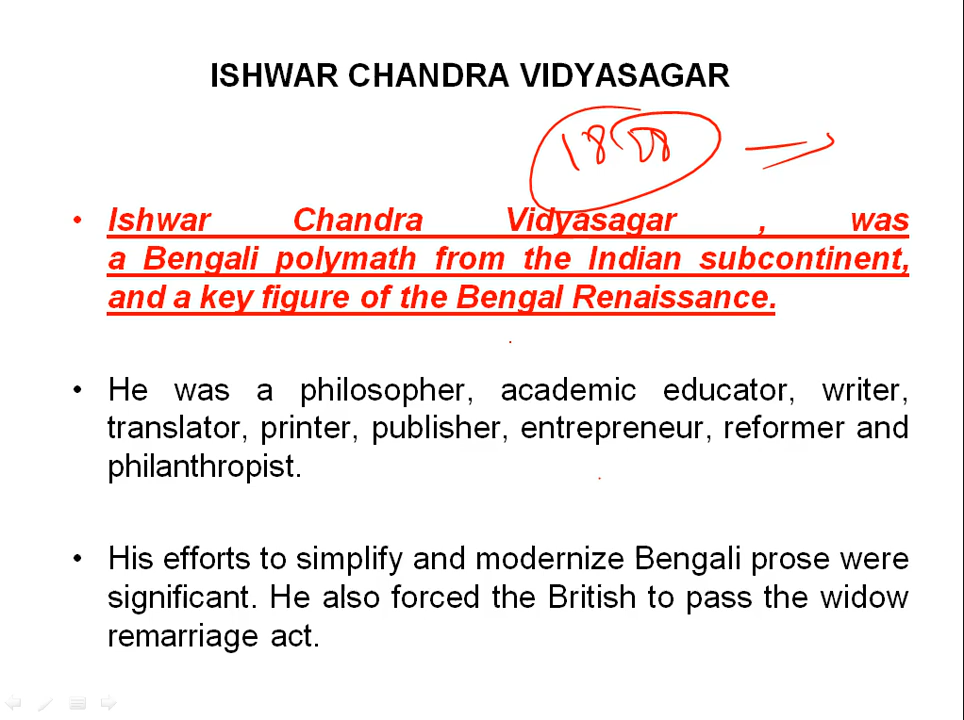 ISHWAR CHANDRA VIDYASAGAR
• Ishwar Chandra Vidyasagar , was
a Bengali polymath from the Indian subcontinent,
and a key figure of the Bengal Renaissance.
• He was a philosopher, academic educator, writer,
translator, printer, publisher, entrepreneur, reformer and
philanthropist.
• His efforts to simplify and modernize Bengali prose were
significant. He also forced the British to pass the widow
remarriage act.